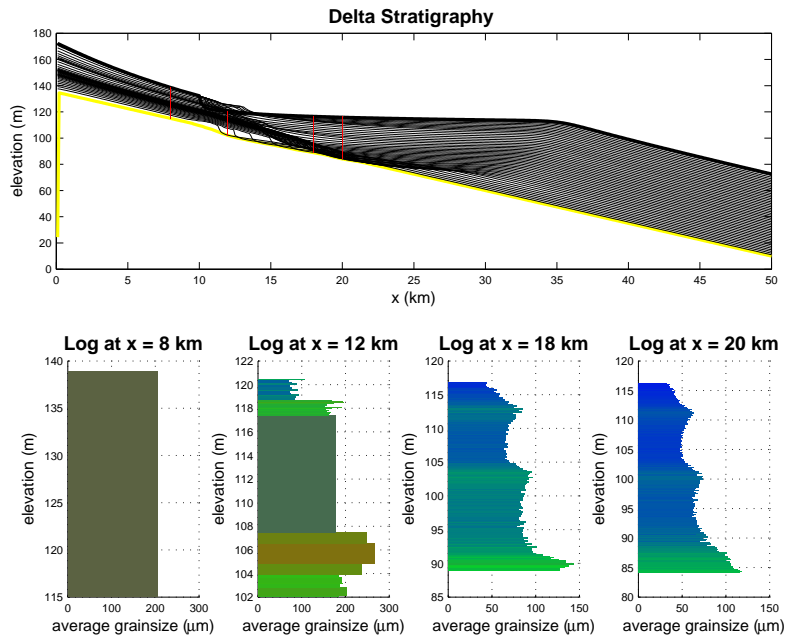 Delta Stratigraphy
180
160
140
120
100
80
60
40
20
0
elevation (m)
0 5 10 15 20 25 30 35 40 45 50
x (km)
Log at x = 8 km
140
135
130
125
120
115
elevation (m)
0 100 200 300
average grainsize (μm)
Log at x = 12 km
122
120
118
116
114
112
110
108
106
104
102
elevation (m)
0 100 200 300
average grainsize (μm)
Log at x = 18 km
120
115
110
105
100
95
90
85
elevation (m)
0 50 100 150
average grainsize (μm)
Log at x = 20 km
120
115
110
105
100
95
90
85
80
elevation (m)
0 50 100 150
average grainsize (μm)